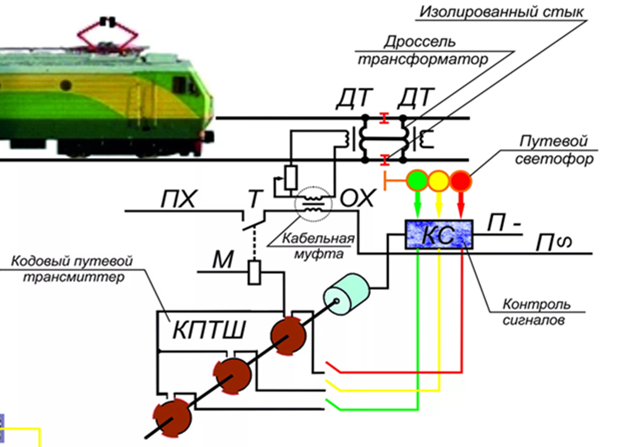 Изолированный стык
Дроссель
трансформатор
ДТ ДТ
Путевой
светофор
ПХ Т ОХ
П -
КС
Кабельная
муфта
П~
М
Кодовый путевой
трансмиттер
Контроль
сигналов
КПТШ